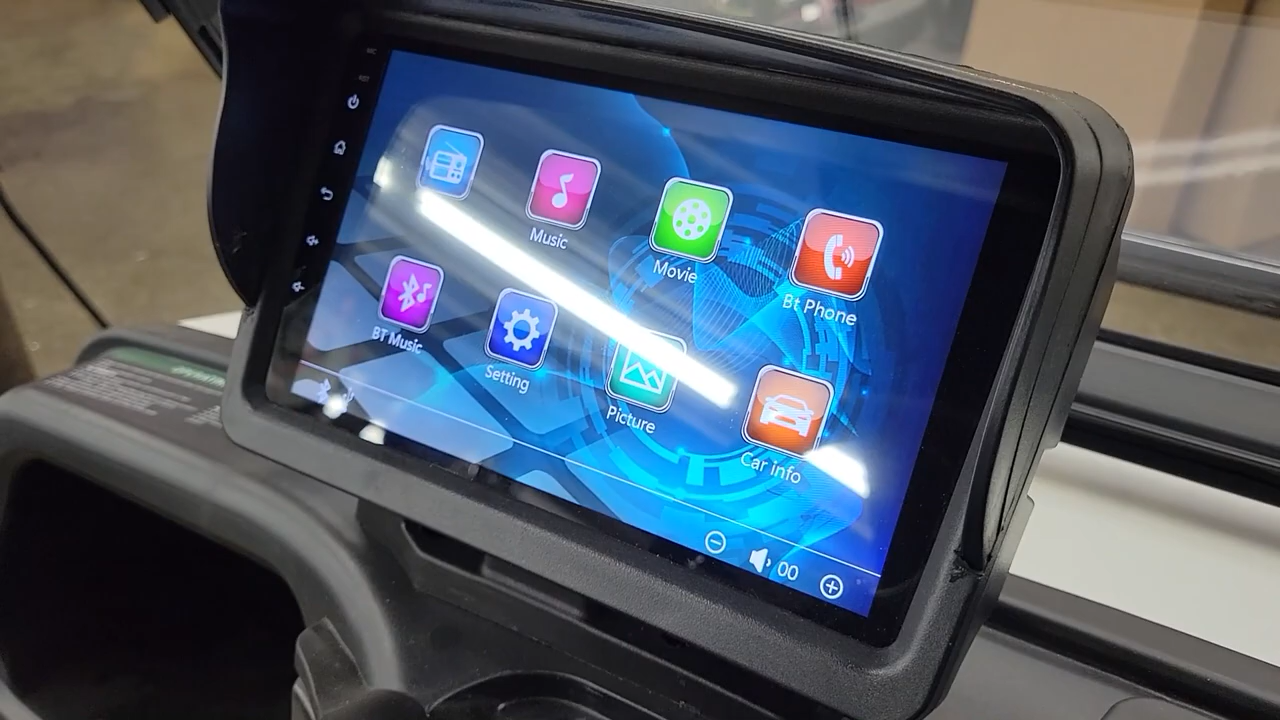 Music
Movie
Bt Phone
BT Music
Setting
Picture
Car info
00